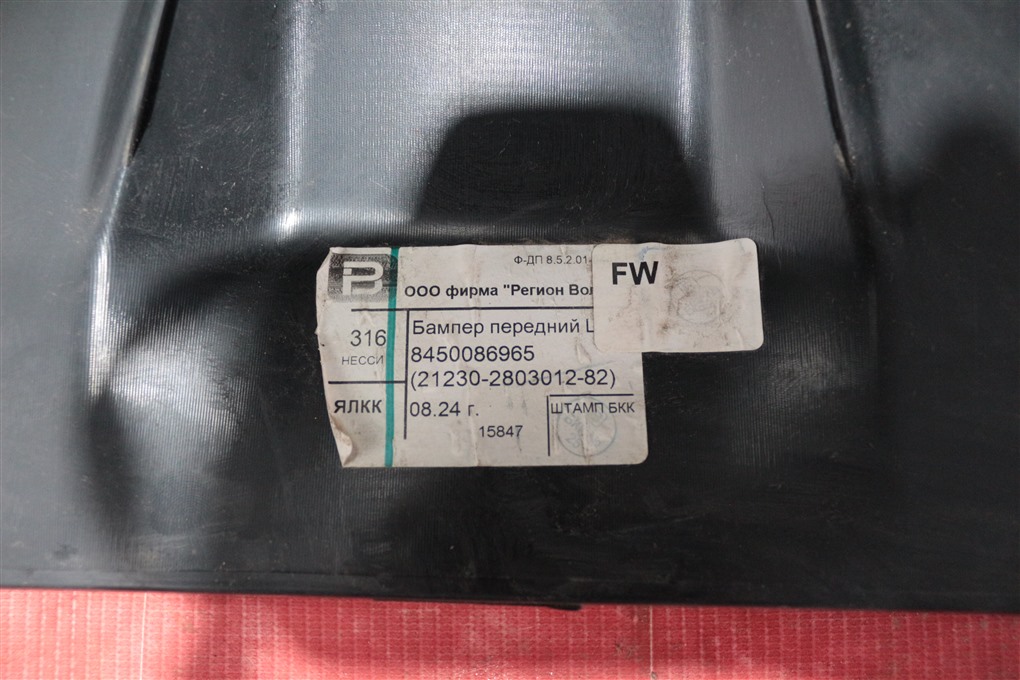 Ф-ДП 8.5.2.01
FW
ООО фирма "Регион
316
Бампер передний
НЕССИ
8450086965
(21230-2803012-82)
ЯЛКК
08.24 г.
ШТАМП БКК
15847